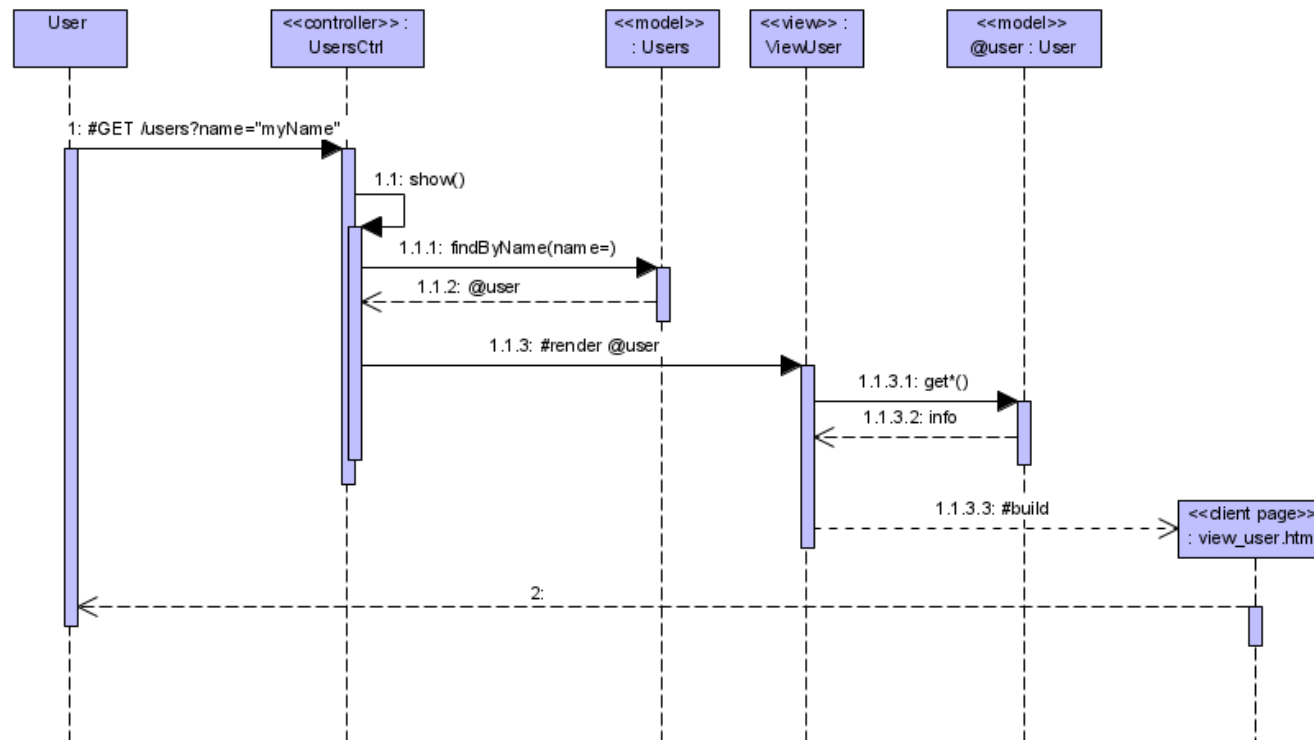 User
<<controller>> :
UsersCtrl
<<model>>
: Users
<<view>> :
ViewUser
<<model>>
@user : User
1: #GET /users?name="myName"
1.1: show()
1.1.1: findByName(name=)
1.1.2: @user
1.1.3: #render @user
1.1.3.1: get*()
1.1.3.2: info
1.1.3.3: #build
<<client page>>
: view_user.htm
2: